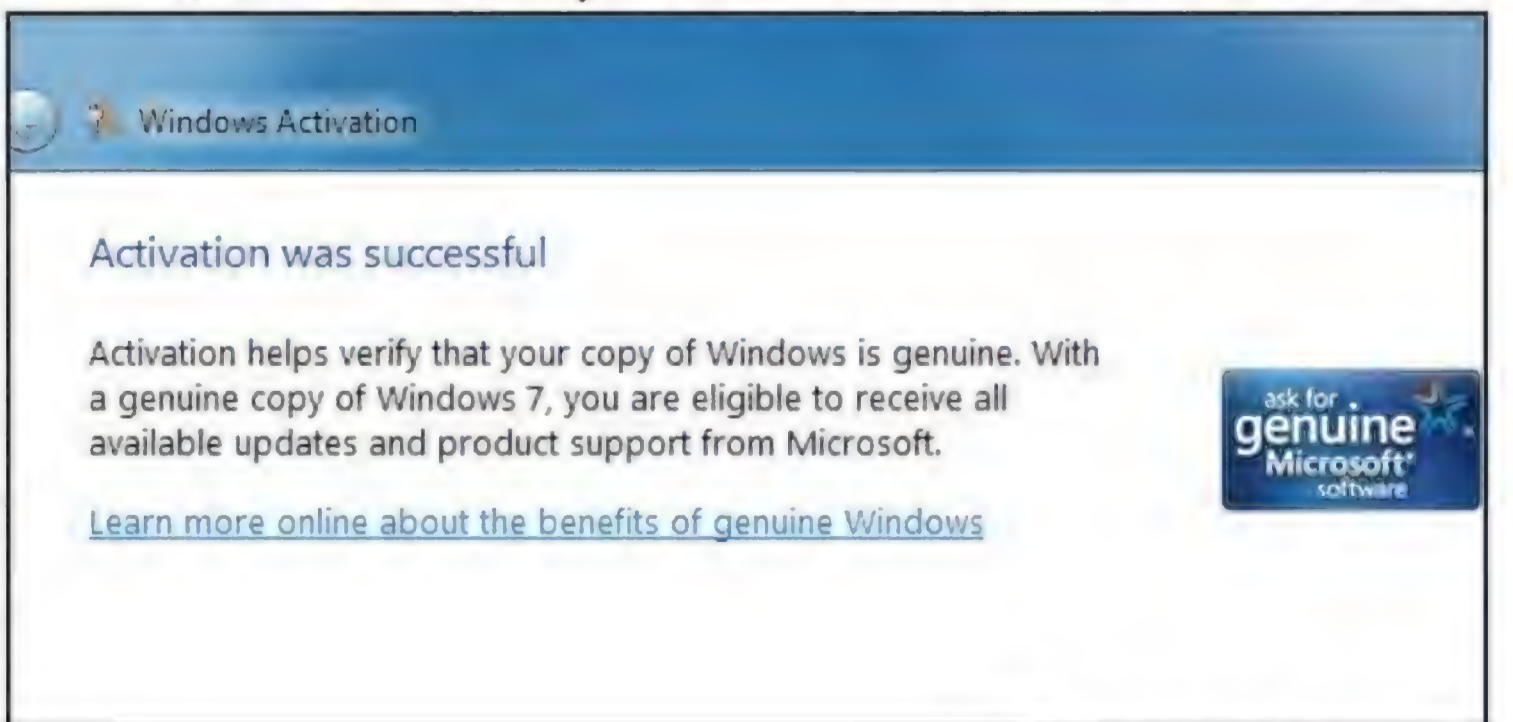 Windows Activation
Activation was successful
Activation helps verify that your copy of Windows is genuine. With
a genuine copy of Windows 7, you are eligible to receive all
available updates and product support from Microsoft.
ask for
genuine
Microsoft®
software
Learn more online about the benefits of genuine Windows